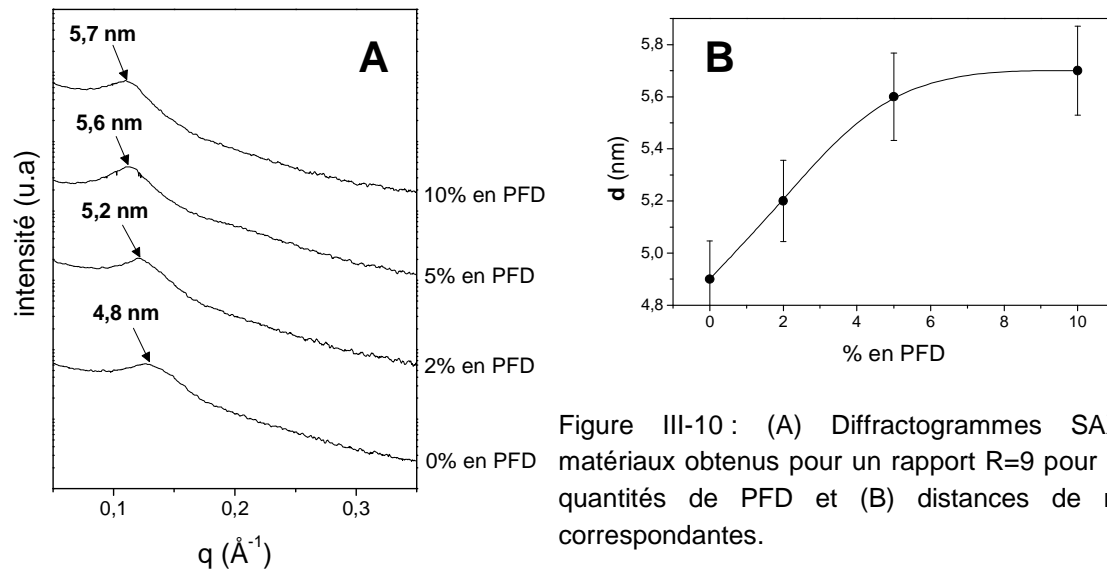 A
5,7 nm
5,6 nm
5,2 nm
4,8 nm
10% en PFD
5% en PFD
2% en PFD
0% en PFD
intensité (u.a)
0,1 0,2 0,3
q (Å⁻¹)
B
5,8
5,6
5,4
5,2
5,0
4,8
d (nm)
0 2 4 6 8 10
% en PFD
Figure III-10 : (A) Diffractogrammes
matériaux obtenus pour un rapport R=9 pour
quantités de PFD et (B) distances de
correspondantes.